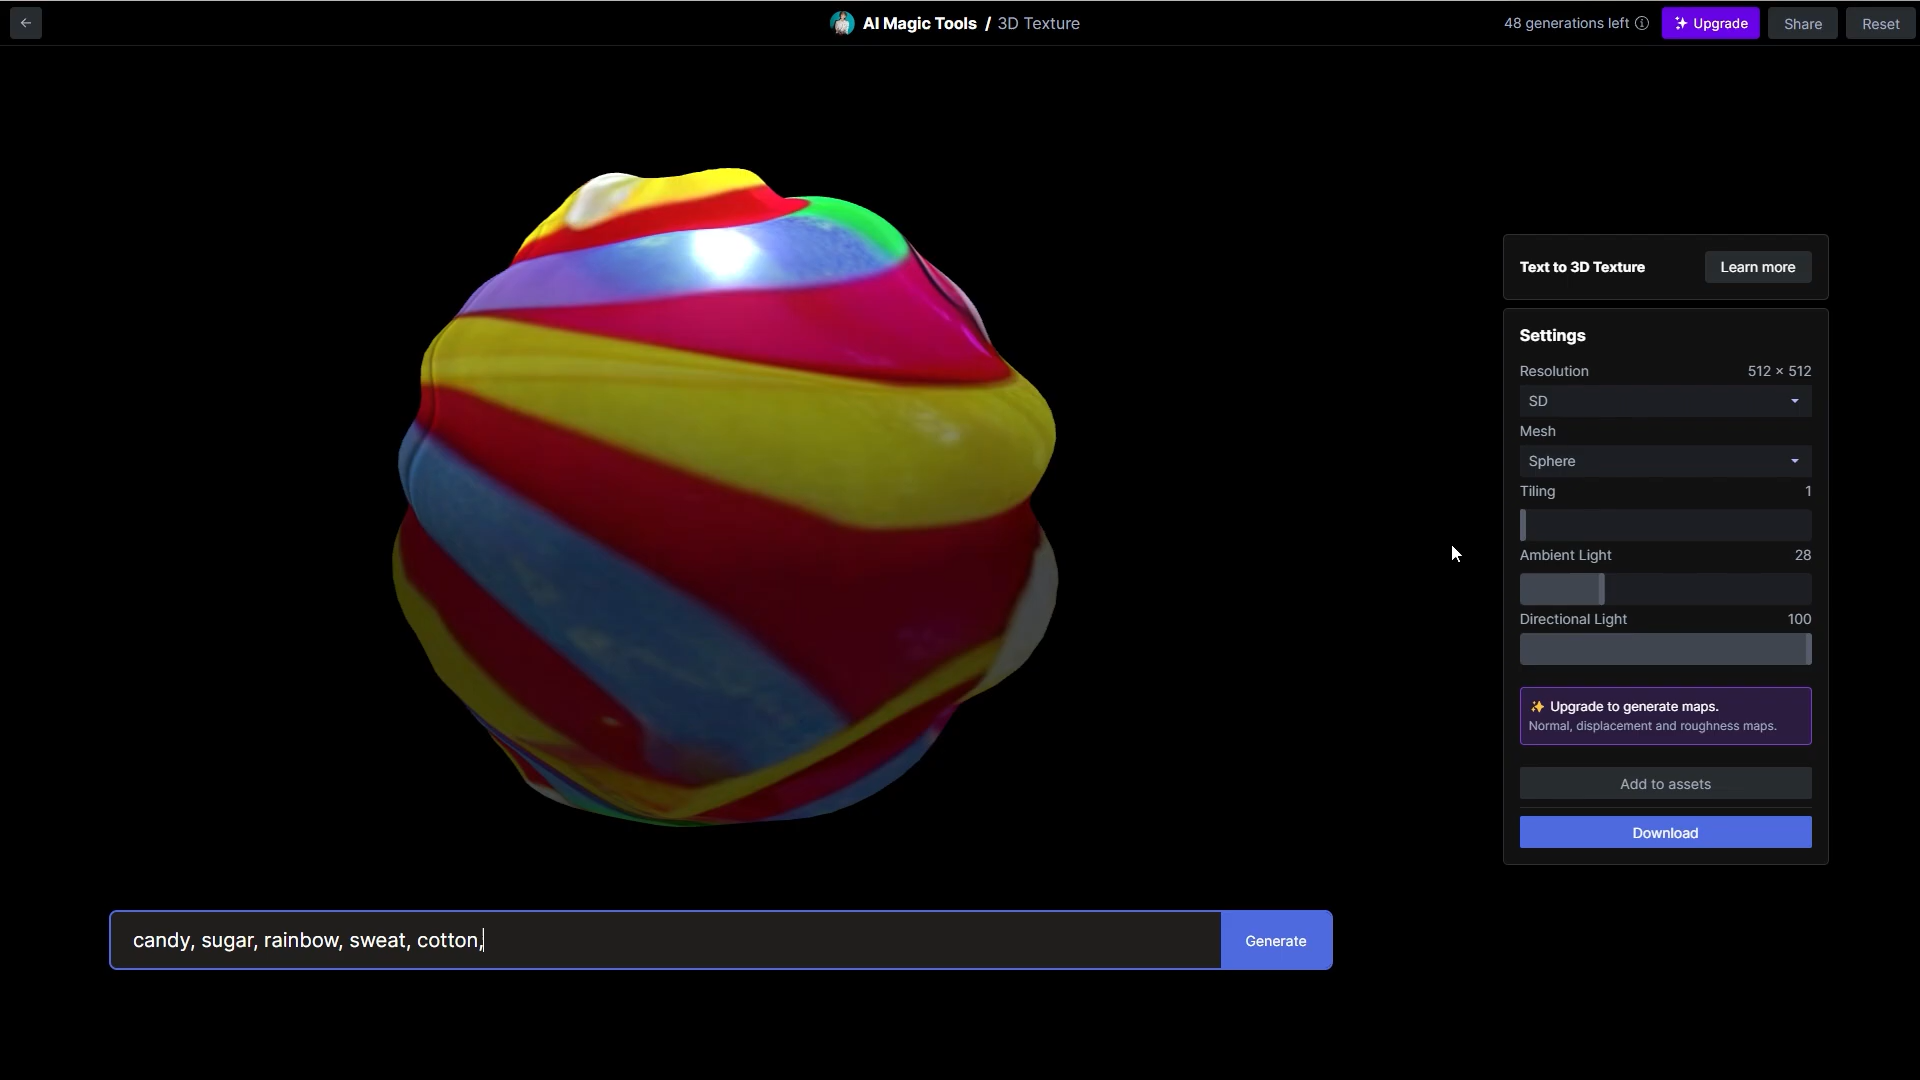 AI Magic Tools / 3D Texture
48 generations left
Upgrade
Share
Reset
Text to 3D Texture
Learn more
Settings
Resolution 512 × 512
SD
Mesh
Sphere
Tiling 1
Ambient Light 28
Directional Light 100
✨ Upgrade to generate maps.
Normal, displacement and roughness maps.
Add to assets
Download
candy, sugar, rainbow, sweat, cotton,
Generate